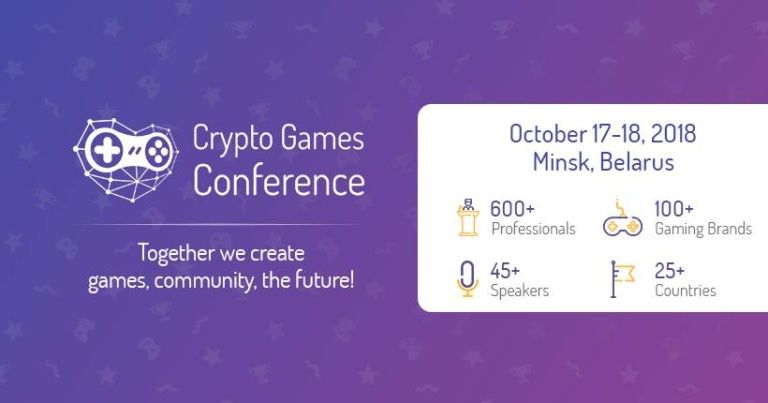 Crypto Games
Conference
Together we create
games, community, the future!
October 17-18, 2018
Minsk, Belarus
600+
Professionals
100+
Gaming Brands
45+
Speakers
25+
Countries